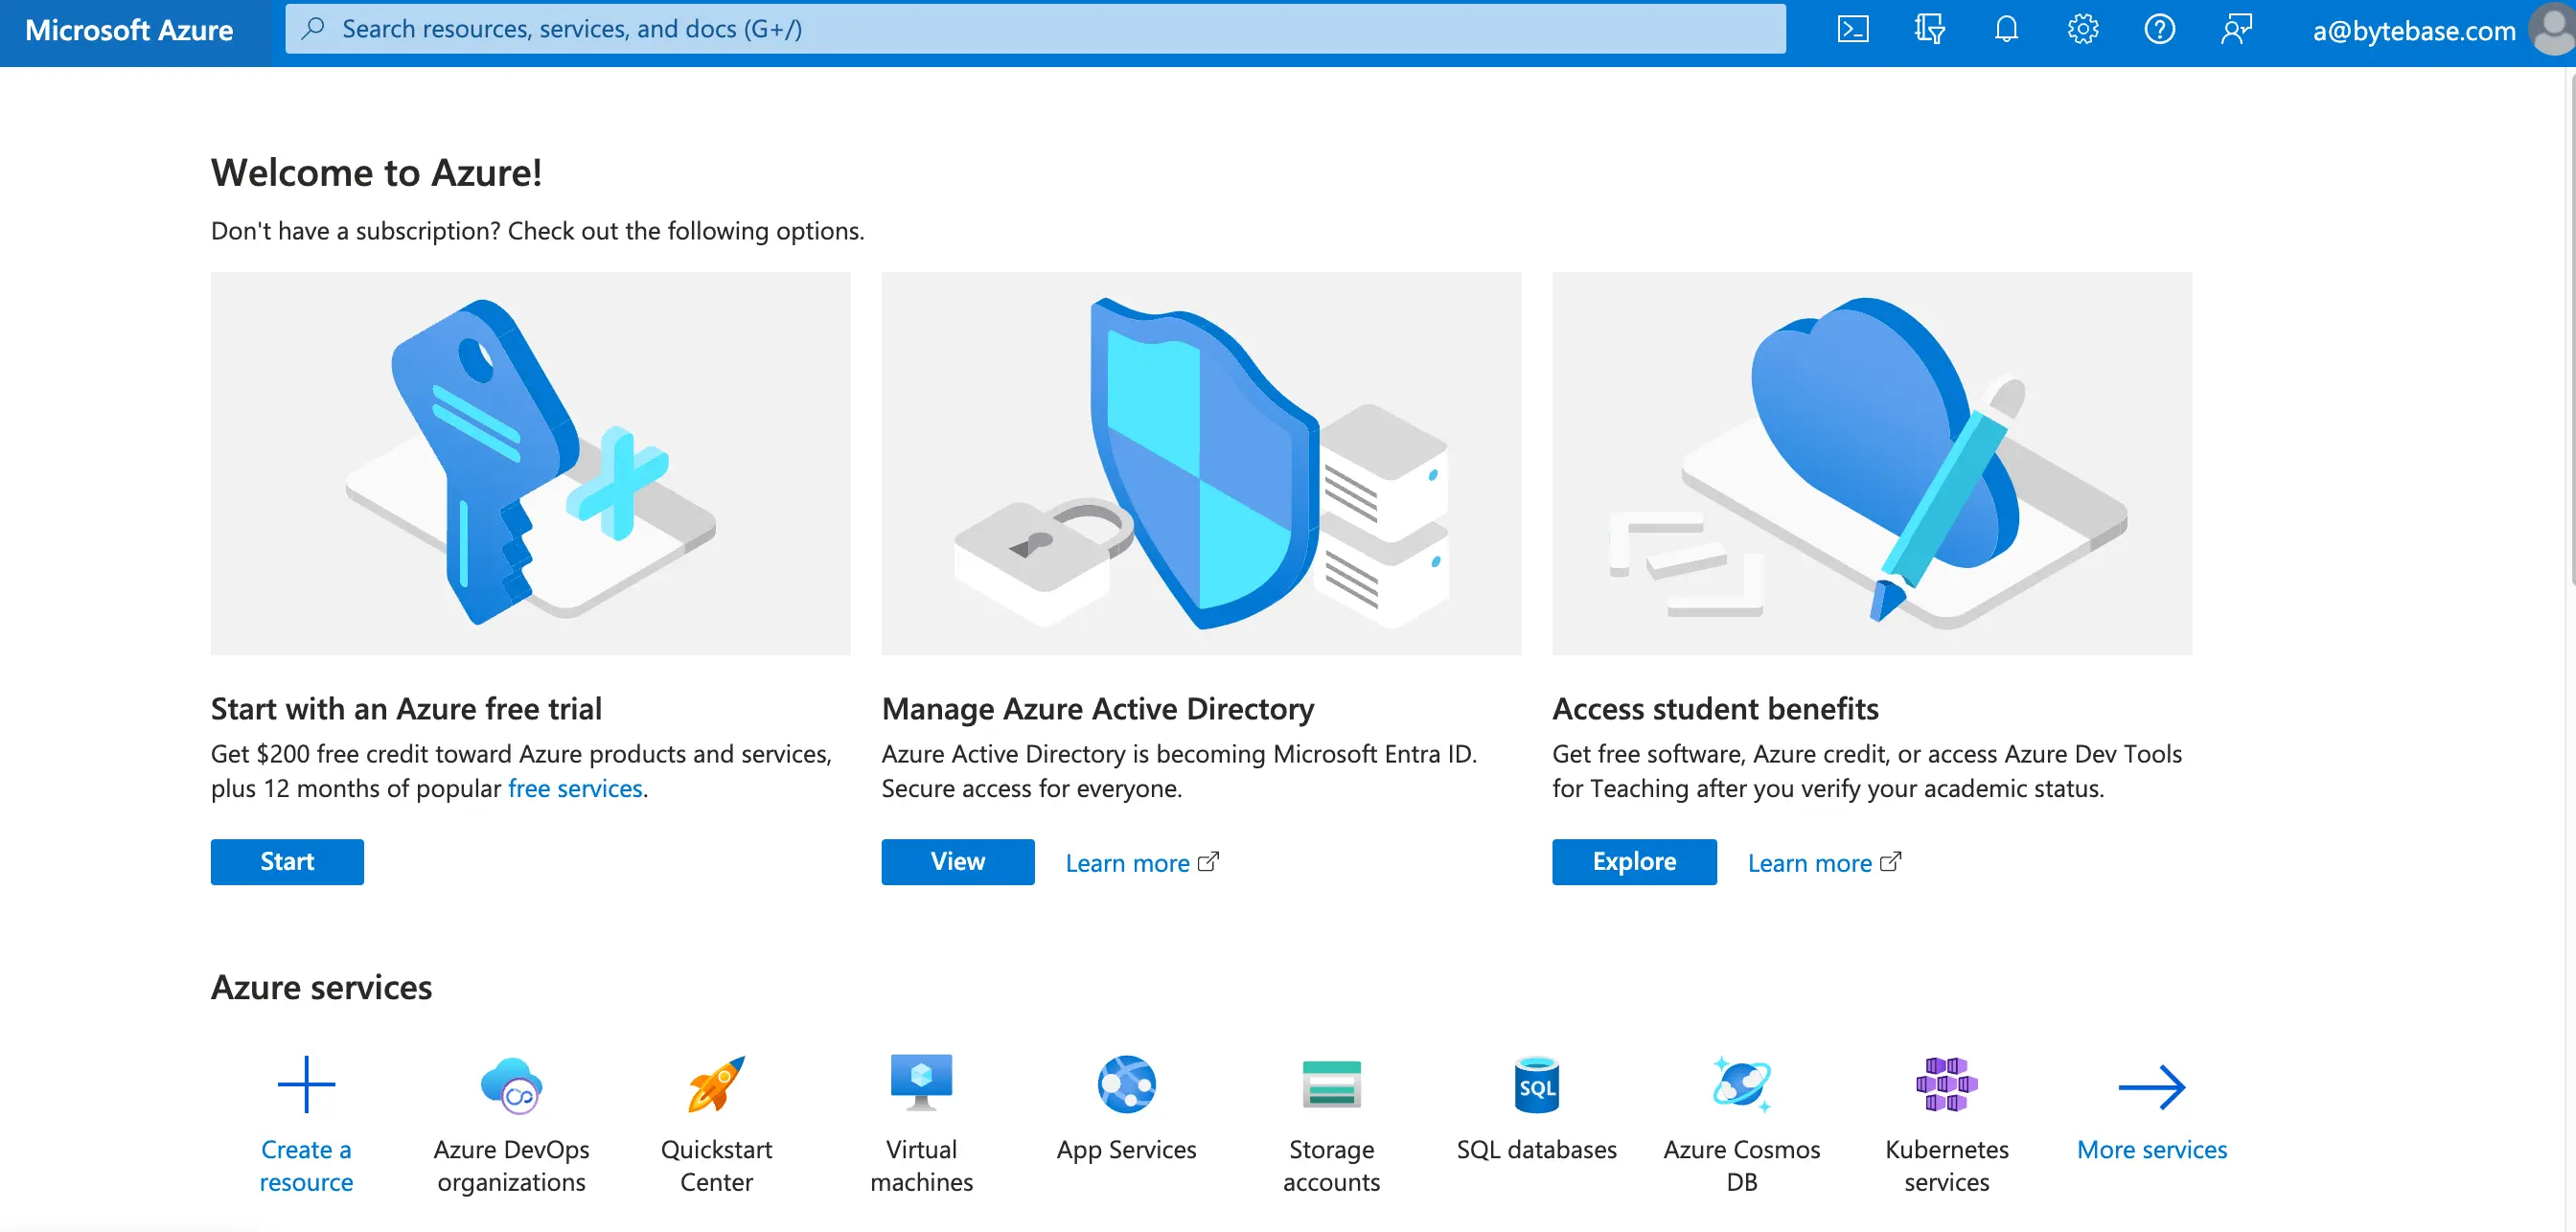 Microsoft Azure
Search resources, services, and docs (G+/)
a@bytebase.com
Welcome to Azure!
Don't have a subscription? Check out the following options.
Start with an Azure free trial
Get $200 free credit toward Azure products and services,
plus 12 months of popular free services.
Start
Manage Azure Active Directory
Azure Active Directory is becoming Microsoft Entra ID.
Secure access for everyone.
View
Learn more
Access student benefits
Get free software, Azure credit, or access Azure Dev Tools
for Teaching after you verify your academic status.
Explore
Learn more
Azure services
Create a
resource
Azure DevOps
organizations
Quickstart
Center
Virtual
machines
App Services
Storage
accounts
SQL
SQL databases
Azure Cosmos
DB
Kubernetes
services
More services